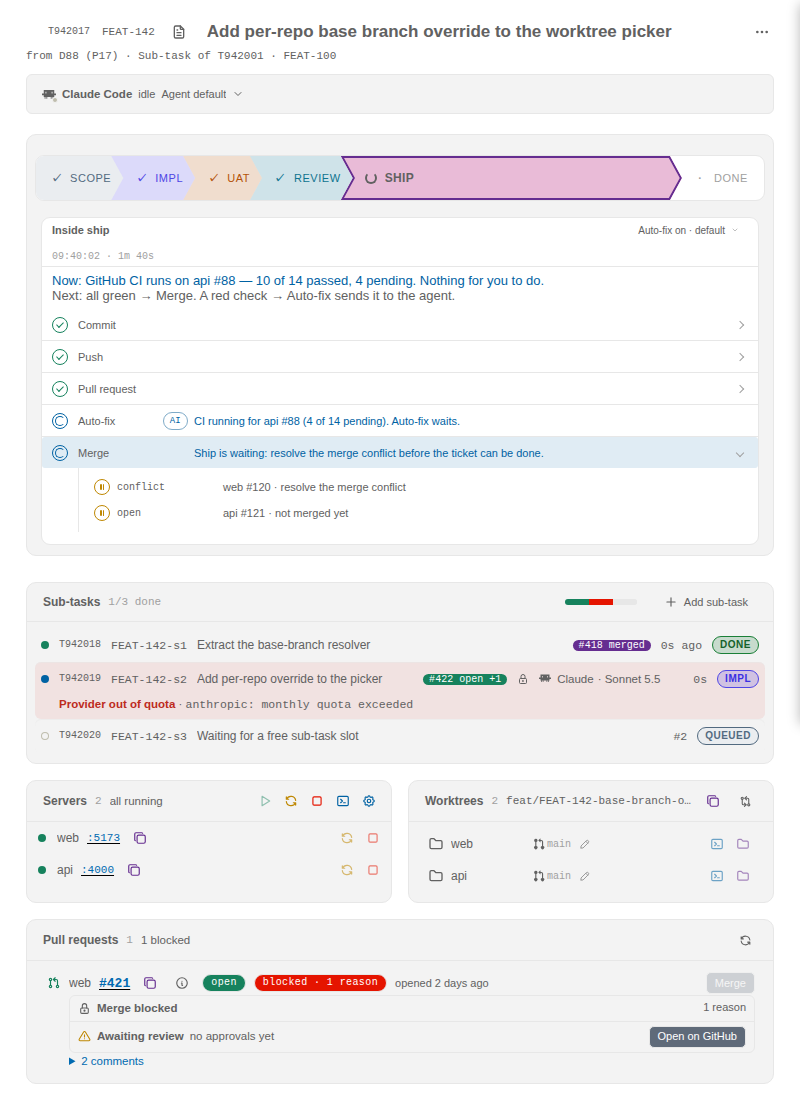 T942017 FEAT-142 Add per-repo base branch override to the worktree picker
from D88 (P17) · Sub-task of T942001 · FEAT-100
Claude Code idle Agent default
SCOPE IMPL UAT REVIEW SHIP DONE
Inside ship Auto-fix on · default
09:40:02 · 1m 40s
Now: GitHub CI runs on api #88 — 10 of 14 passed, 4 pending. Nothing for you to do.
Next: all green → Merge. A red check → Auto-fix sends it to the agent.
Commit
Push
Pull request
Auto-fix AI CI running for api #88 (4 of 14 pending). Auto-fix waits.
Merge Ship is waiting: resolve the merge conflict before the ticket can be done.
conflict web #120 · resolve the merge conflict
open api #121 · not merged yet
Sub-tasks 1/3 done Add sub-task
T942018 FEAT-142-s1 Extract the base-branch resolver #418 merged 0s ago DONE
T942019 FEAT-142-s2 Add per-repo override to the picker #422 open +1 Claude · Sonnet 5.5 0s IMPL
Provider out of quota · anthropic: monthly quota exceeded
T942020 FEAT-142-s3 Waiting for a free sub-task slot #2 QUEUED
Servers 2 all running
web :5173
api :4000
Worktrees 2 feat/FEAT-142-base-branch-o…
web main
api main
Pull requests 1 1 blocked
web #421 open blocked · 1 reason opened 2 days ago Merge
Merge blocked 1 reason
Awaiting review no approvals yet Open on GitHub
2 comments